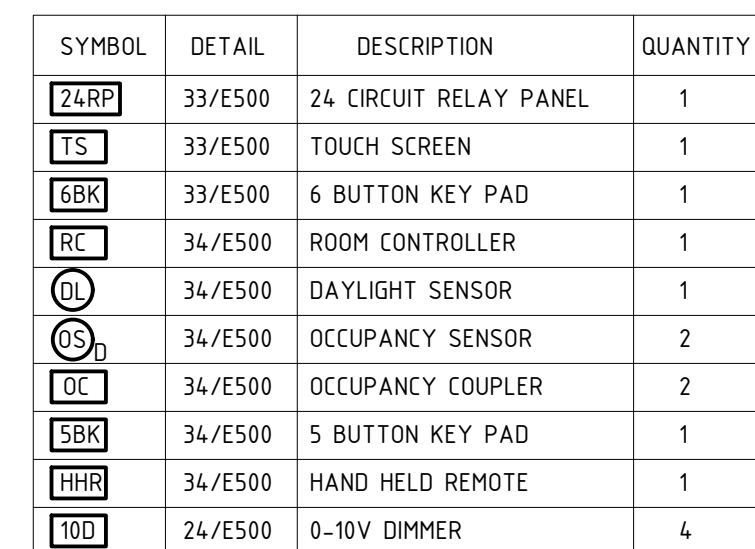 SYMBOL DETAIL DESCRIPTION QUANTITY
24RP 33/E500 24 CIRCUIT RELAY PANEL 1
TS 33/E500 TOUCH SCREEN 1
6BK 33/E500 6 BUTTON KEY PAD 1
RC 34/E500 ROOM CONTROLLER 1
DL 34/E500 DAYLIGHT SENSOR 1
OS D 34/E500 OCCUPANCY SENSOR 2
OC 34/E500 OCCUPANCY COUPLER 2
5BK 34/E500 5 BUTTON KEY PAD 1
HHR 34/E500 HAND HELD REMOTE 1
10D 24/E500 0-10V DIMMER 4